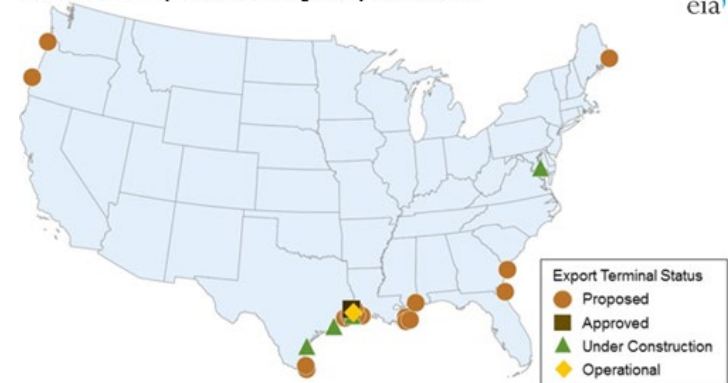 eia
Export Terminal Status
Proposed
Approved
Under Construction
Operational